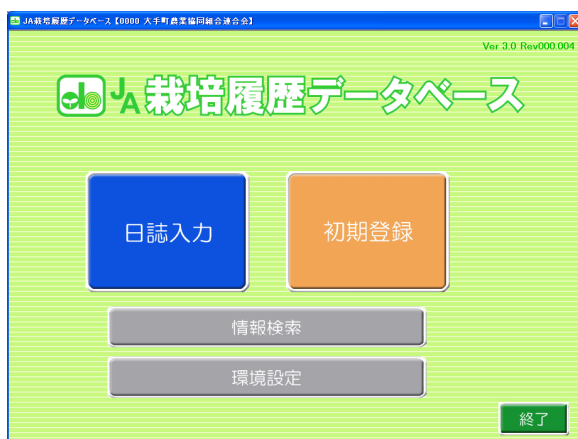 JA栽培履歴データベース【0000 大手町農業協同組合連合会】
Ver 3.0 Rev000.004
JA栽培履歴データベース
日誌入力
初期登録
情報検索
環境設定
終了